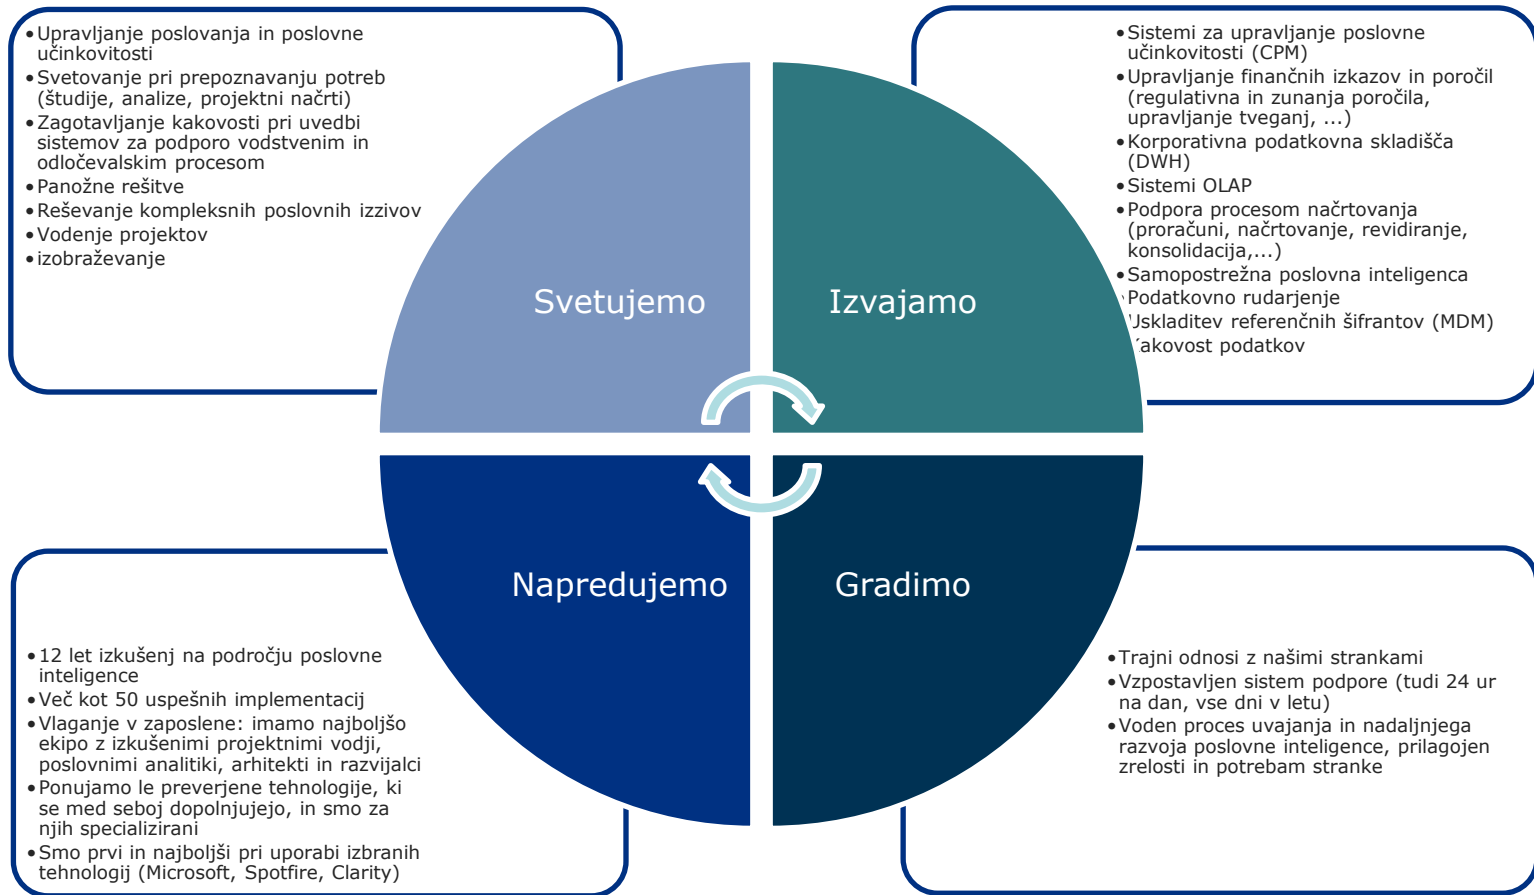 •Upravljanje poslovanja in poslovne
učinkovitosti
•Svetovanje pri prepoznavanju potreb
(študije, analize, projektni načrti)
•Zagotavljanje kakovosti pri uvedbi
sistemov za podporo vodstvenim in
odločevalskim procesom
•Panožne rešitve
•Reševanje kompleksnih poslovnih izzivov
•Vodenje projektov
•izobraževanje
Svetujemo
•Sistemi za upravljanje poslovne
učinkovitosti (CPM)
•Upravljanje finančnih izkazov in poročil
(regulativna in zunanja poročila,
upravljanje tveganj, ...)
•Korporativna podatkovna skladišča
(DWH)
•Sistemi OLAP
•Podpora procesom načrtovanja
(proračuni, načrtovanje, revidiranje,
konsolidacija,...)
•Samopostrežna poslovna inteligenca
Podatkovno rudarjenje
Uskladitev referenčnih šifrantov (MDM)
Kakovost podatkov
Izvajamo
Napredujemo
•12 let izkušenj na področju poslovne
inteligence
•Več kot 50 uspešnih implementacij
•Vlaganje v zaposlene: imamo najboljšo
ekipo z izkušenimi projektnimi vodji,
poslovnimi analitiki, arhitekti in razvijalci
•Ponujamo le preverjene tehnologije, ki
se med seboj dopolnjujejo, in smo za
njih specializirani
•Smo prvi in najboljši pri uporabi izbranih
tehnologij (Microsoft, Spotfire, Clarity)
Gradimo
•Trajni odnosi z našimi strankami
•Vzpostavljen sistem podpore (tudi 24 ur
na dan, vse dni v letu)
•Voden proces uvajanja in nadaljnjega
razvoja poslovne inteligence, prilagojen
zrelosti in potrebam stranke